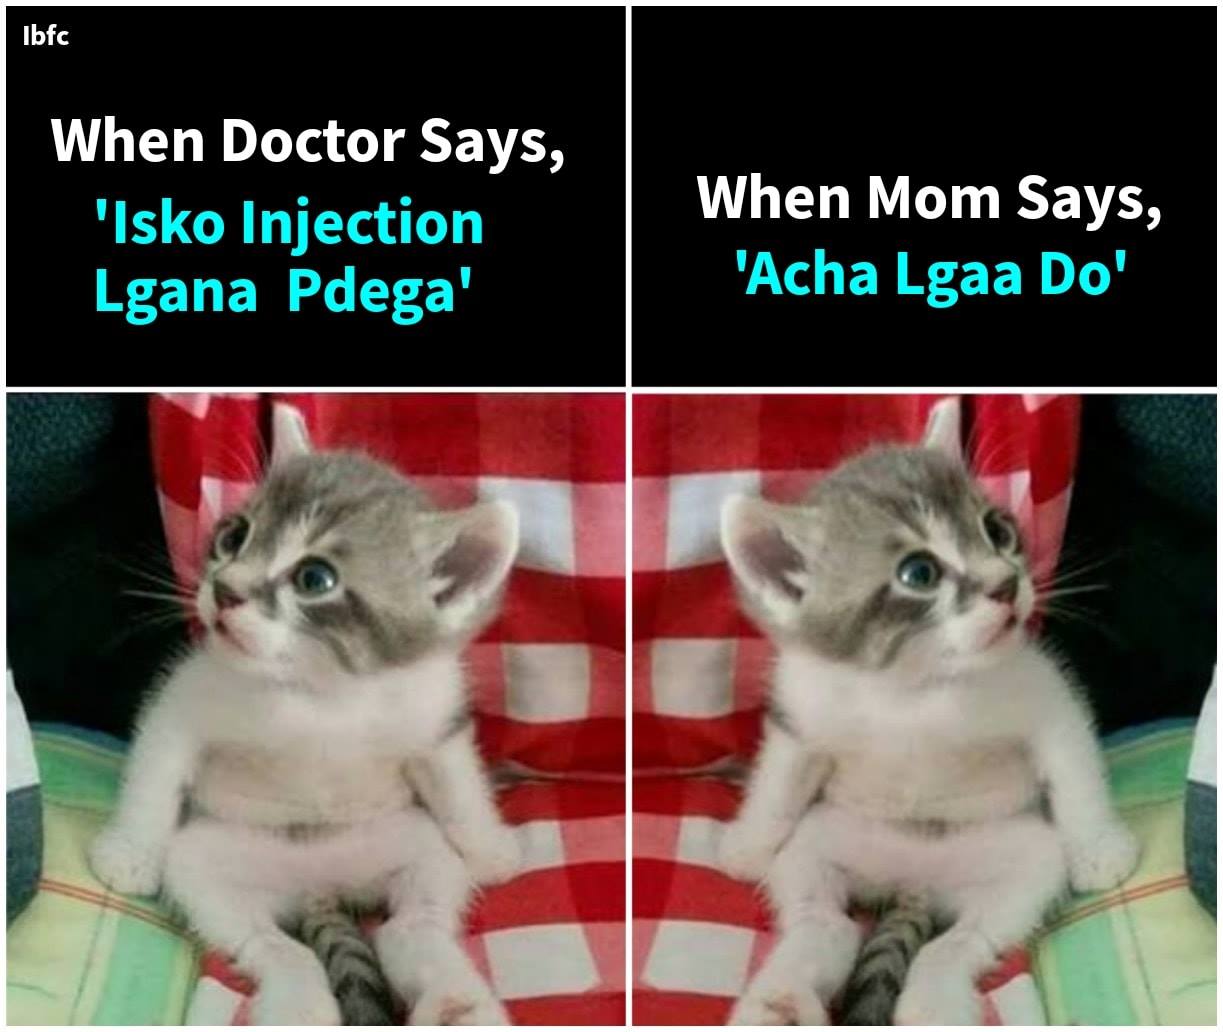 Ibfc
When Doctor Says,
'Isko Injection
Lgana Pdega'
When Mom Says,
'Acha Lgaa Do'